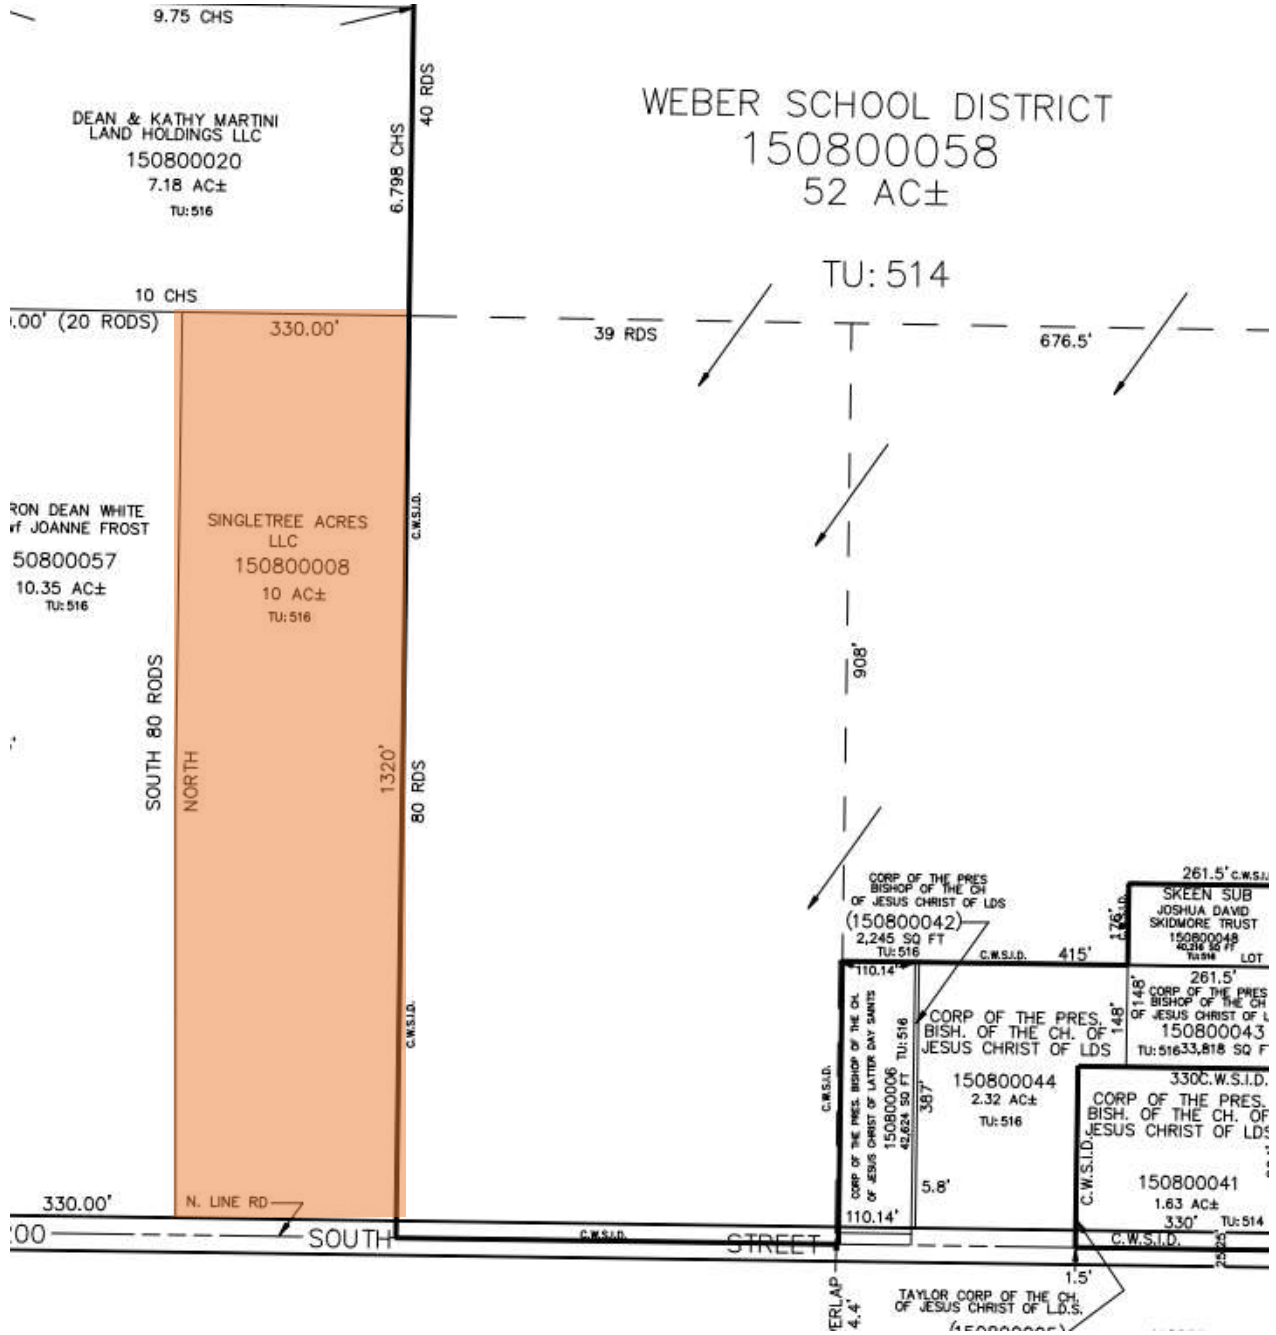 9.75 CHS
40 RDS
6.798 CHS
DEAN & KATHY MARTINI
LAND HOLDINGS LLC
150800020
7.18 AC±
TU:516
WEBER SCHOOL DISTRICT
150800058
52 AC±
TU:514
10 CHS
.00' (20 RODS)
330.00'
39 RDS
676.5'
RON DEAN WHITE
wf JOANNE FROST
50800057
10.35 AC±
TU:516
SINGLETREE ACRES
LLC
150800008
10 AC±
TU:516
C.W.S.I.D.
908'
SOUTH 80 RODS
NORTH
1320'
80 RDS
C.W.S.I.D.
CORP OF THE PRES
BISHOP OF THE CH
OF JESUS CHRIST OF LDS
(150800042)
2,245 SQ FT
TU:516
C.W.S.I.D.
415'
176'
C.W.S.I.D.
261.5' C.W.S.I.
SKEEN SUB
JOSHUA DAVID
SKIDMORE TRUST
150800048
40,216 SQ FT
TU:514
LOT
110.14'
CORP OF THE PRES. BISHOP OF THE CH.
OF JESUS CHRIST OF LATTER DAY SAINTS
150800006
42,624 SQ FT TU:516
C.W.S.I.D.
387'
5.8'
110.14'
CORP OF THE PRES.
BISH. OF THE CH. OF
JESUS CHRIST OF LDS
150800044
2.32 AC±
TU:516
148'
148'
261.5'
CORP OF THE PRES
BISHOP OF THE CH
OF JESUS CHRIST OF L
150800043
TU:516 33,818 SQ FT
330' C.W.S.I.D.
CORP OF THE PRES.
BISH. OF THE CH. OF
JESUS CHRIST OF LDS
C.W.S.I.D.
150800041
1.63 AC±
330'
TU:514
C.W.S.I.D.
330.00'
N. LINE RD
00
SOUTH
C.W.S.I.D.
STREET
1.5'
VERLAP
4.4'
TAYLOR CORP OF THE CH.
OF JESUS CHRIST OF L.D.S.